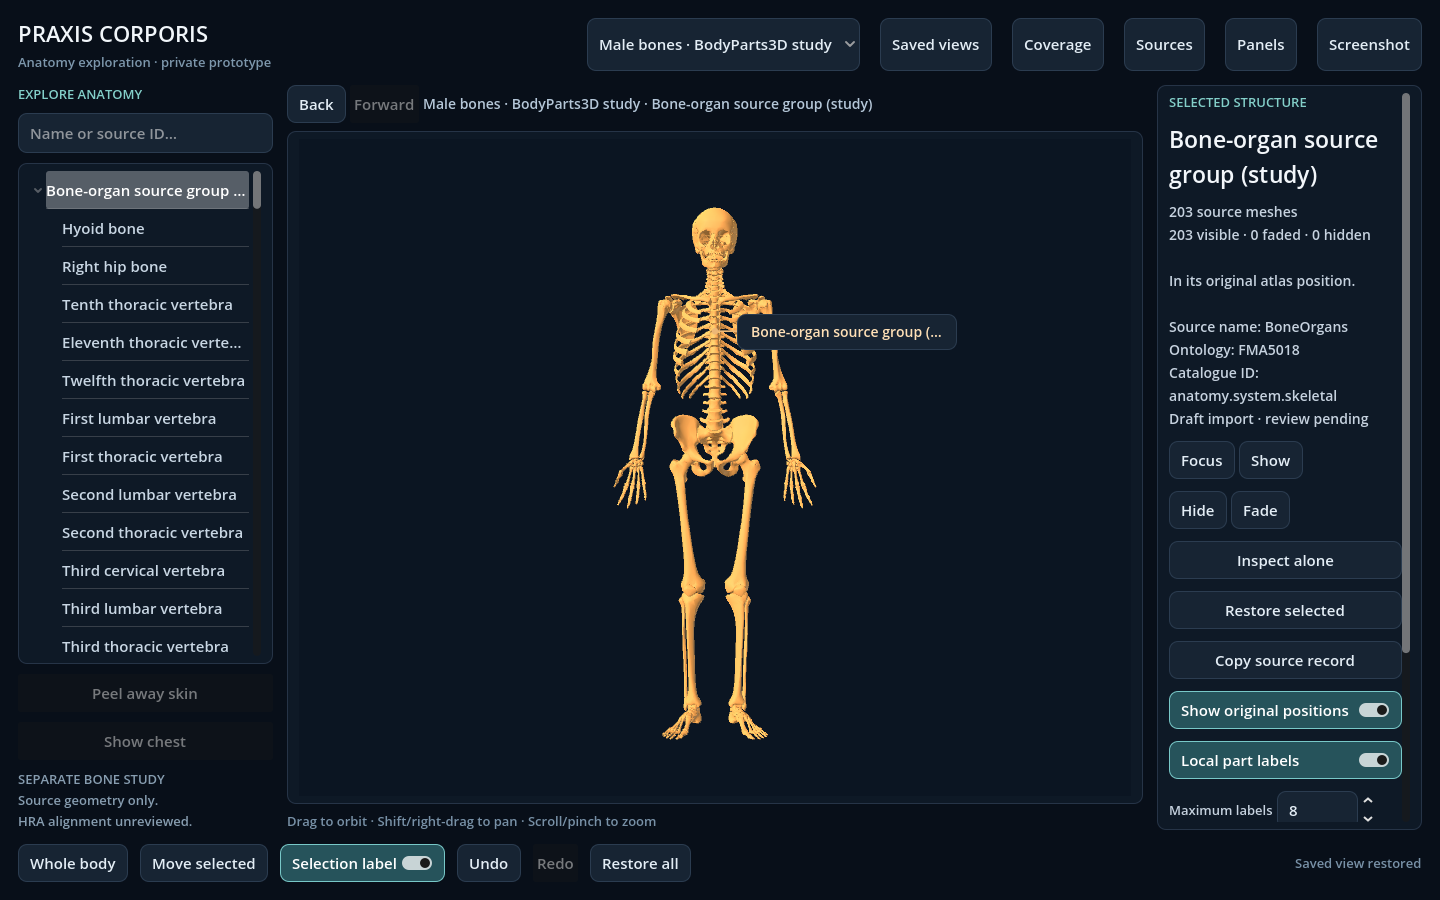 PRAXIS CORPORIS
Anatomy exploration · private prototype
Male bones · BodyParts3D study
Saved views
Coverage
Sources
Panels
Screenshot
EXPLORE ANATOMY
Name or source ID...
Bone-organ source group ...
Hyoid bone
Right hip bone
Tenth thoracic vertebra
Eleventh thoracic verte...
Twelfth thoracic vertebra
First lumbar vertebra
First thoracic vertebra
Second lumbar vertebra
Second thoracic vertebra
Third cervical vertebra
Third lumbar vertebra
Third thoracic vertebra
Peel away skin
Show chest
SEPARATE BONE STUDY
Source geometry only.
HRA alignment unreviewed.
Back
Forward
Male bones · BodyParts3D study · Bone-organ source group (study)
Bone-organ source group (...
Drag to orbit · Shift/right-drag to pan · Scroll/pinch to zoom
SELECTED STRUCTURE
Bone-organ source
group (study)
203 source meshes
203 visible · 0 faded · 0 hidden
In its original atlas position.
Source name: BoneOrgans
Ontology: FMA5018
Catalogue ID:
anatomy.system.skeletal
Draft import · review pending
Focus
Show
Hide
Fade
Inspect alone
Restore selected
Copy source record
Show original positions
Local part labels
Maximum labels
8
Whole body
Move selected
Selection label
Undo
Redo
Restore all
Saved view restored